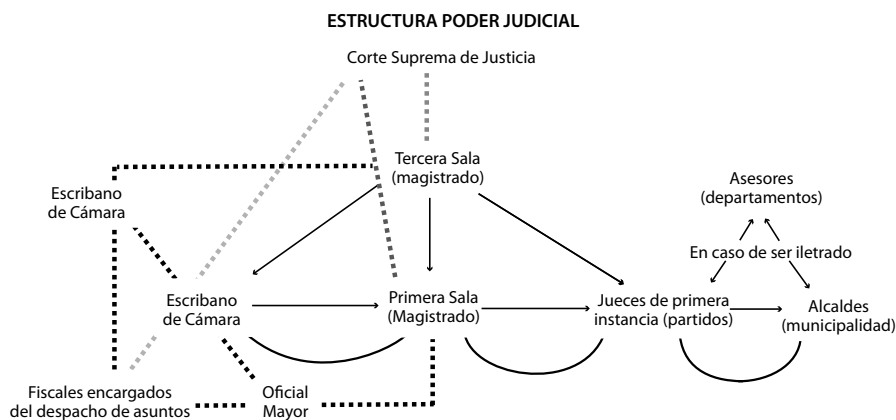 ESTRUCTURA PODER JUDICIAL
Corte Suprema de Justicia
Tercera Sala
(magistrado)
Asesores
(departamentos)
Escribano
de Cámara
En caso de ser iletrado
Escribano
de Cámara
Primera Sala
(Magistrado)
Jueces de primera
instancia (partidos)
Alcaldes
(municipalidad)
Fiscales encargados
del despacho de asuntos
Oficial
Mayor